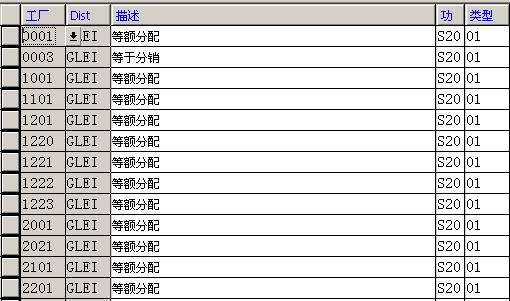 工厂 Dist 描述 功 类型
0001 GLEI 等额分配 S20 01
0003 GLEI 等于分销 S20 01
1001 GLEI 等额分配 S20 01
1101 GLEI 等额分配 S20 01
1201 GLEI 等额分配 S20 01
1220 GLEI 等额分配 S20 01
1221 GLEI 等额分配 S20 01
1222 GLEI 等额分配 S20 01
1223 GLEI 等额分配 S20 01
2001 GLEI 等额分配 S20 01
2021 GLEI 等额分配 S20 01
2101 GLEI 等额分配 S20 01
2201 GLEI 等额分配 S20 01